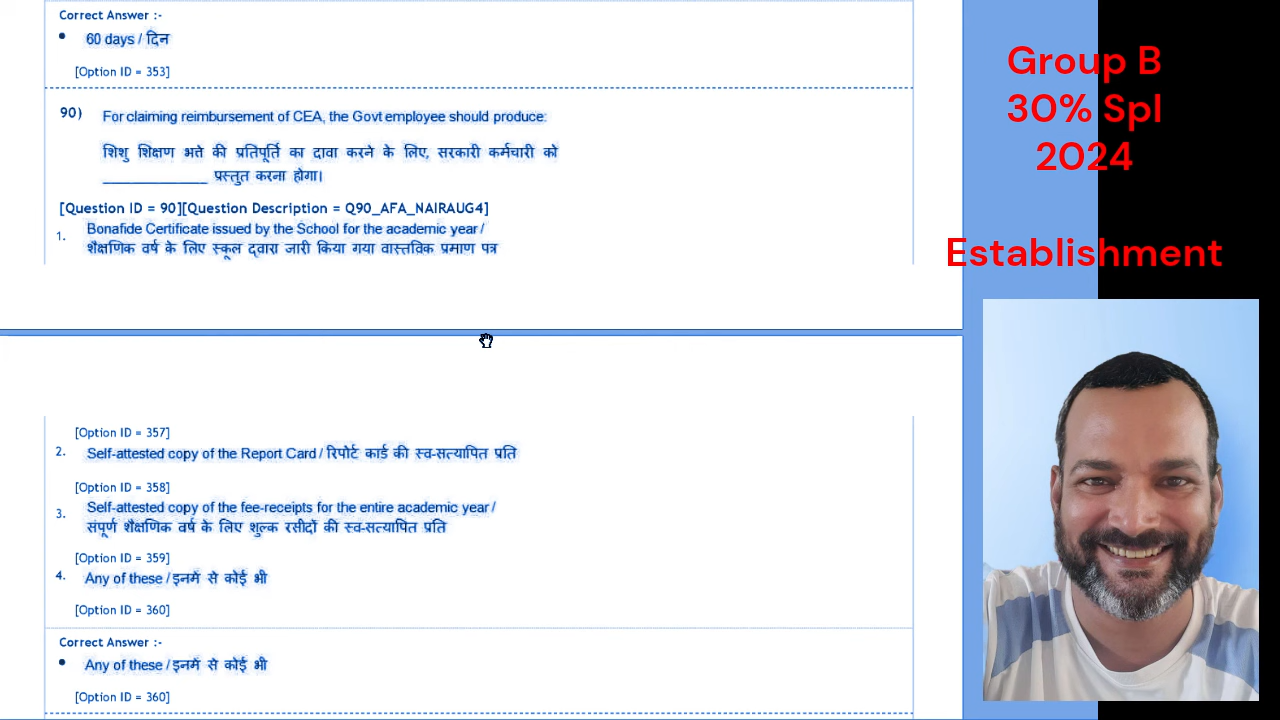 Correct Answer :-
60 days / दिन
[Option ID = 353]
90) For claiming reimbursement of CEA, the Govt employee should produce:
शिशु शिक्षण भते की प्रतिपूर्ति का दावा करने के लिए, सरकारी कर्मचारी को
_______________ प्रस्तुत करना होगा।
[Question ID = 90][Question Description = Q90_AFA_NAIRAUG4]
1. Bonafide Certificate issued by the School for the academic year /
शैक्षणिक वर्ष के लिए स्कूल द्वारा जारी किया गया वास्तविक प्रमाण पत्र
[Option ID = 357]
2. Self-attested copy of the Report Card / रिपोर्ट कार्ड की स्व-सत्यापित प्रति
[Option ID = 358]
3. Self-attested copy of the fee-receipts for the entire academic year /
संपूर्ण शैक्षणिक वर्ष के लिए शुल्क रसीदों की स्व-सत्यापित प्रति
[Option ID = 359]
4. Any of these / इनमें से कोई भी
[Option ID = 360]
Correct Answer :-
Any of these / इनमें से कोई भी
[Option ID = 360]
Group B
30% Spl
2024
Establishment